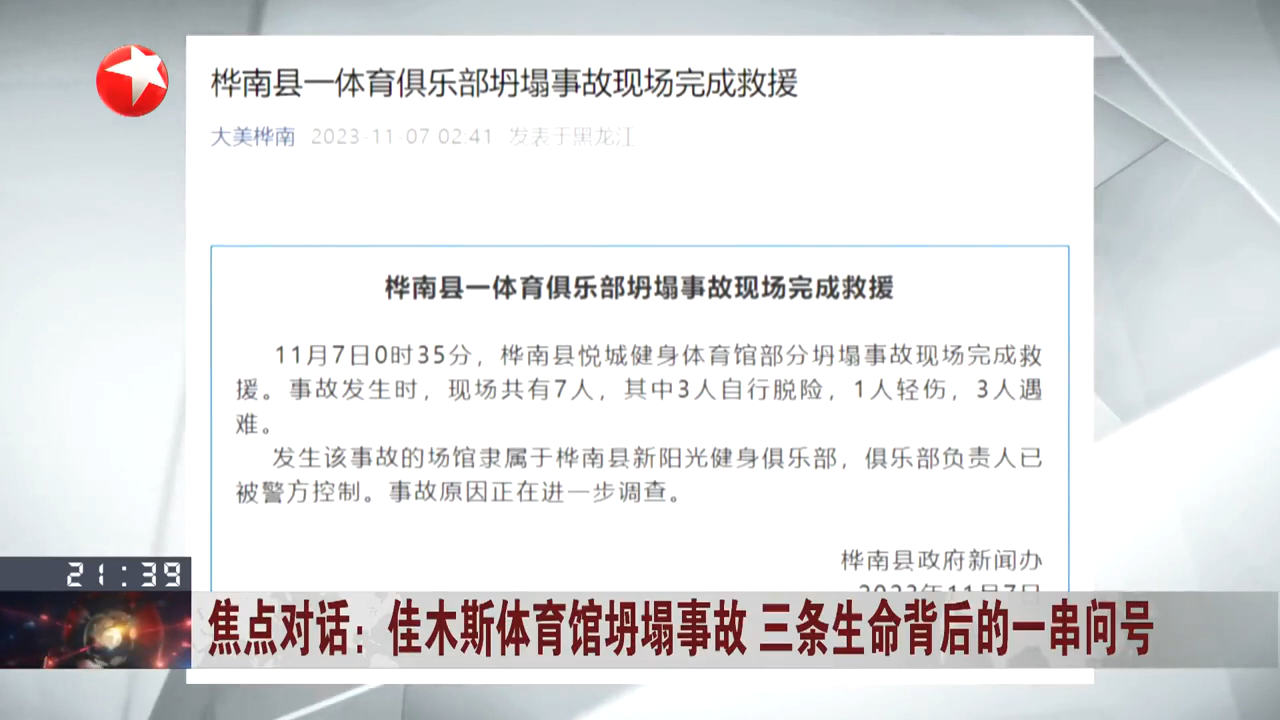 桦南县一体育俱乐部坍塌事故现场完成救援
大美桦南 2023-11-07 02:41 发表于黑龙江
桦南县一体育俱乐部坍塌事故现场完成救援
11月7日0时35分，桦南县悦城健身体育馆部分坍塌事故现场完成救
援。事故发生时，现场共有7人，其中3人自行脱险，1人轻伤，3人遇
难。
发生该事故的场馆隶属于桦南县新阳光健身俱乐部，俱乐部负责人已
被警方控制。事故原因正在进一步调查。
桦南县政府新闻办
2023年11月7日
21:39
焦点对话：佳木斯体育馆坍塌事故 三条生命背后的一串问号